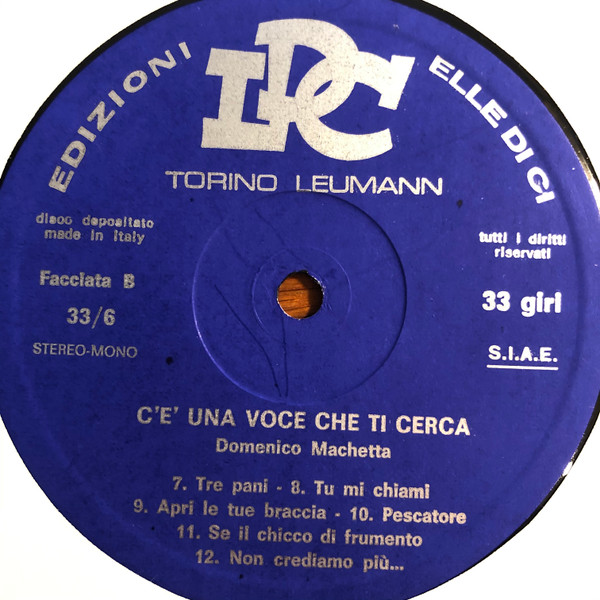 EDIZIONI ELLE DI CI
LDC
TORINO LEUMANN
disco depositato
made in Italy
tutti i diritti
riservati
Facciata B
33/6
STEREO-MONO
33 giri
S.I.A.E.
C'E' UNA VOCE CHE TI CERCA
Domenico Machetta
7. Tre pani - 8. Tu mi chiami
9. Apri le tue braccia - 10. Pescatore
11. Se il chicco di frumento
12. Non crediamo più...